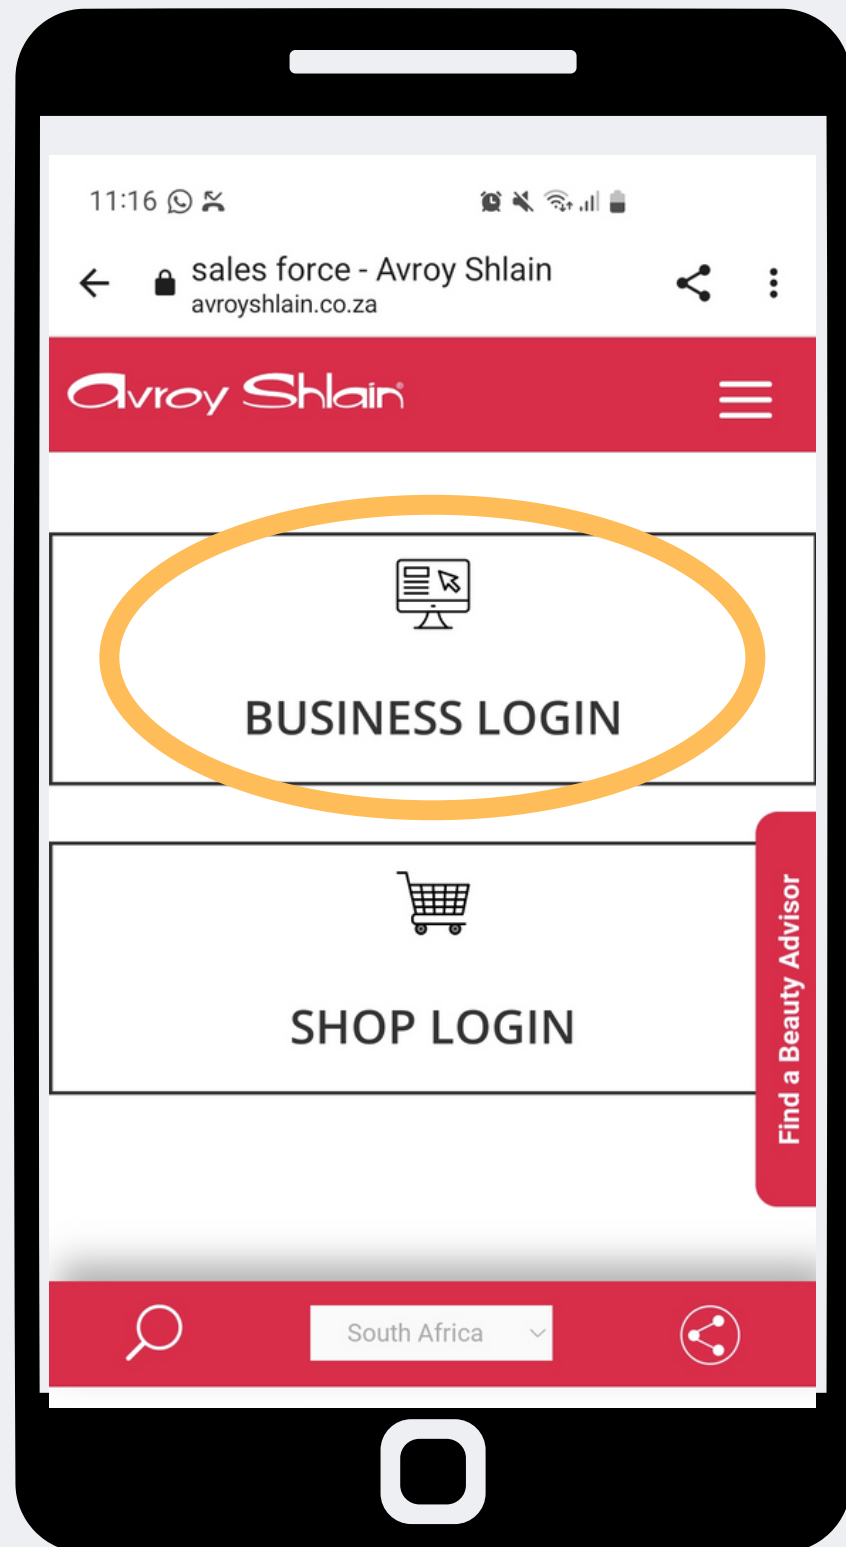 11:16
sales force - Avroy Shlain
avroyshlain.co.za
Avroy Shlain®
BUSINESS LOGIN
SHOP LOGIN
Find a Beauty Advisor
South Africa